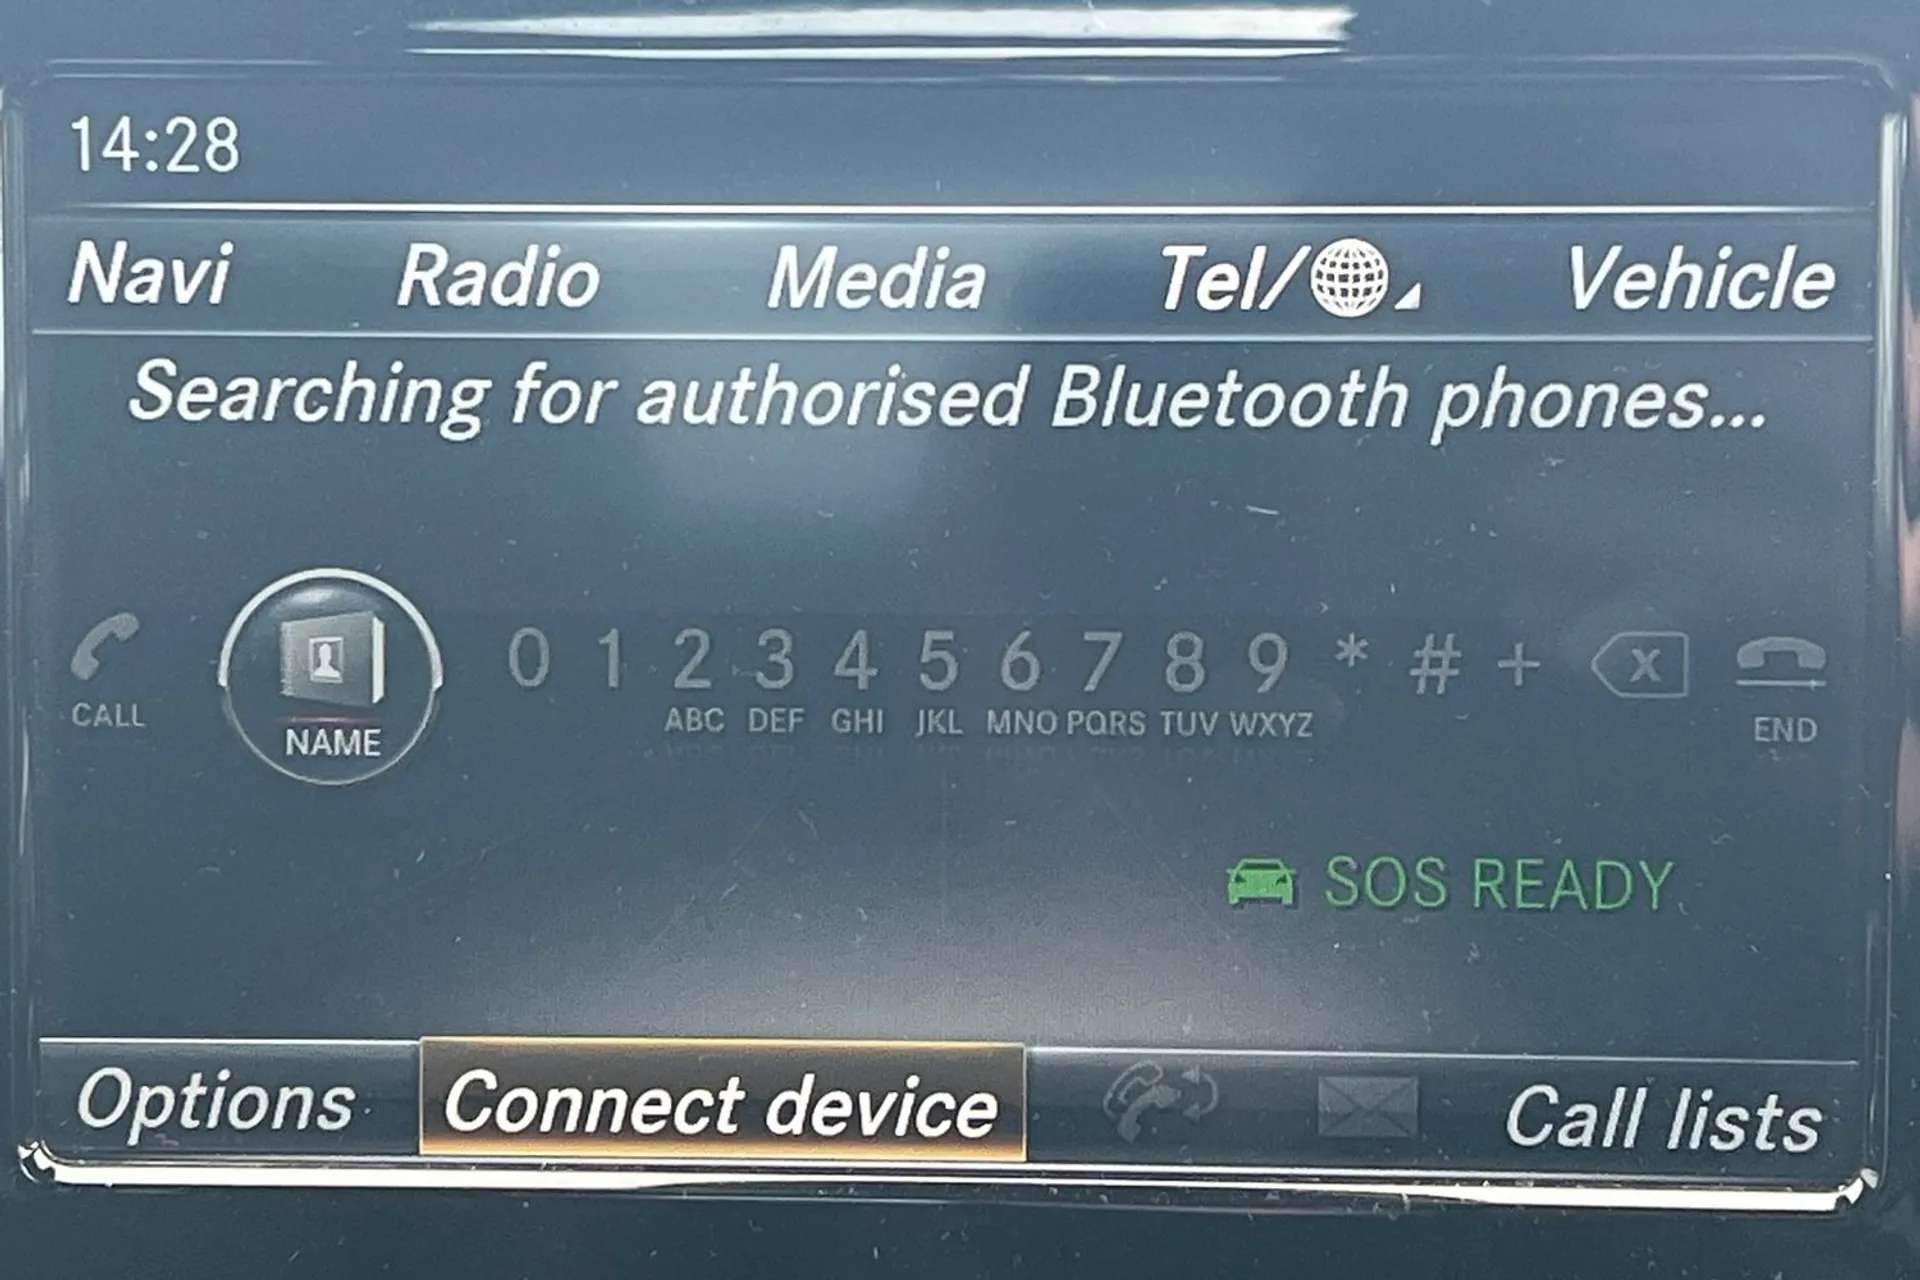 14:28
Navi Radio Media Tel/ Vehicle
Searching for authorised Bluetooth phones...
0 1 2 3 4 5 6 7 8 9 * # + x
CALL NAME ABC DEF GHI JKL MNO PQRS TUV WXYZ END
SOS READY
Options Connect device Call lists